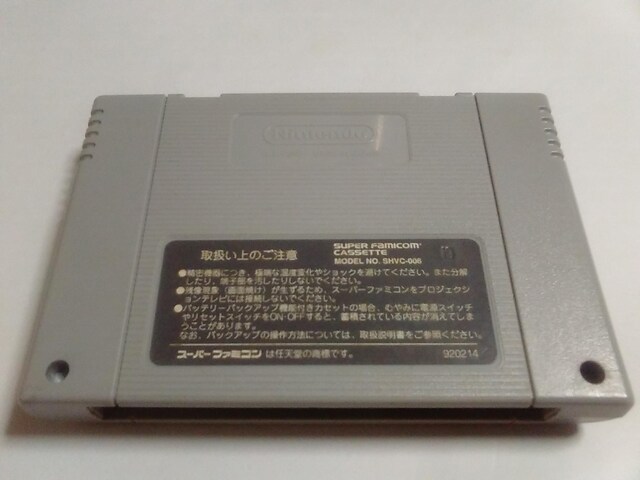 Nintendo
取扱い上のご注意
SUPER FAMICOM
CASSETTE
MODEL NO. SHVC-006
●精密機器につき、極端な温度変化やショックを避けてください。また分解
したり、端子部を汚したりしないでください。
●残像現象(画面焼け)が生ずるため、スーパーファミコンをプロジェクシ
ョンテレビには接続しないでください。
●バッテリーバックアップ機能付きカセットの場合、むやみに電源スイッチ
やリセットスイッチをON・OFFすると、蓄積されている内容が消えてしま
うことがあります。
なお、バックアップの操作方法については、取扱説明書をご参照ください。
スーパーファミコン は任天堂の商標です。
920214